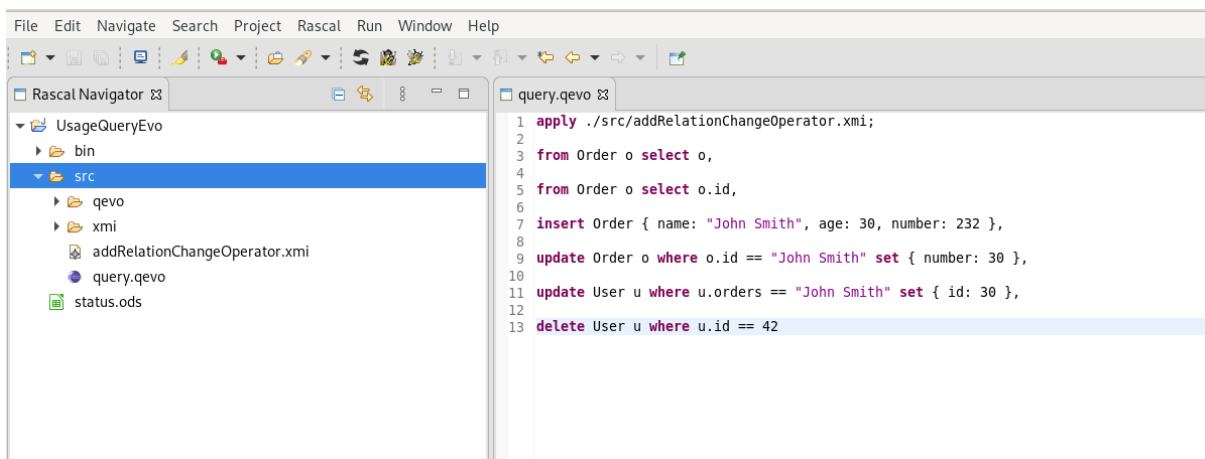 File Edit Navigate Search Project Rascal Run Window Help
Rascal Navigator
UsageQueryEvo
bin
src
qevo
xmi
addRelationChangeOperator.xmi
query.qevo
status.ods
query.qevo
1 apply ./src/addRelationChangeOperator.xmi;
2
3 from Order o select o,
4
5 from Order o select o.id,
6
7 insert Order { name: "John Smith", age: 30, number: 232 },
8
9 update Order o where o.id == "John Smith" set { number: 30 },
10
11 update User u where u.orders == "John Smith" set { id: 30 },
12
13 delete User u where u.id == 42